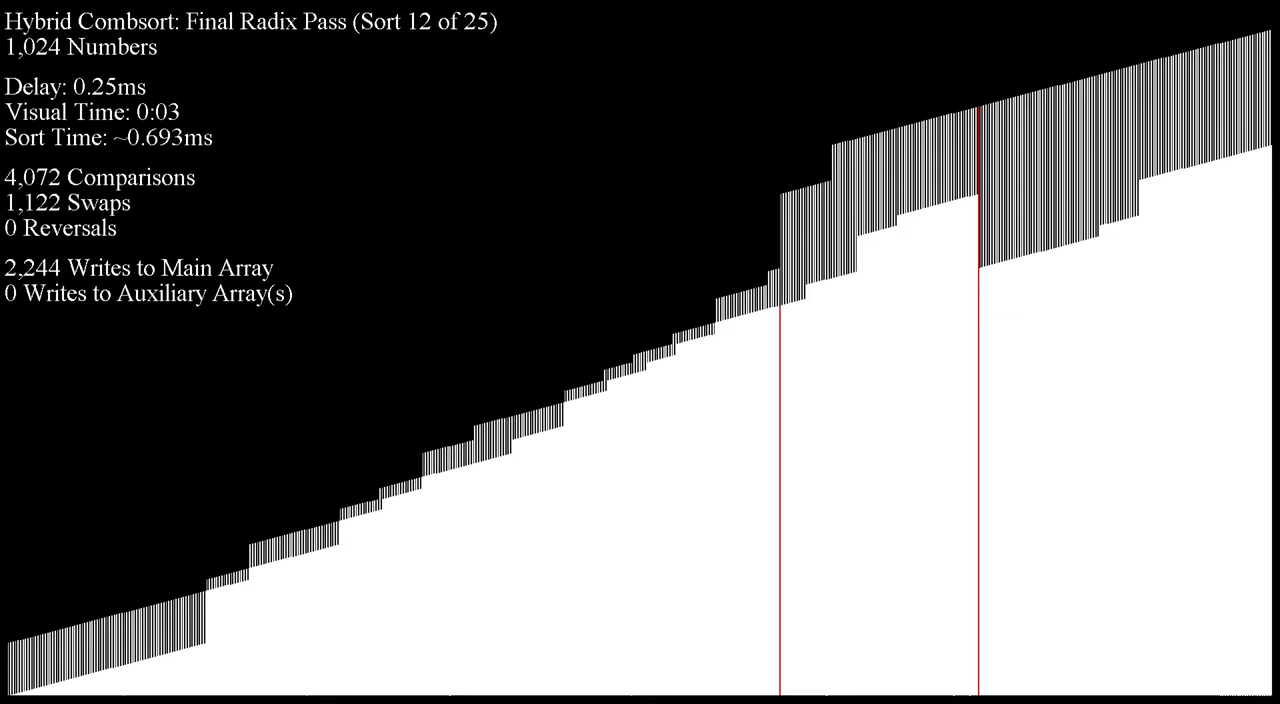 Hybrid Combsort: Final Radix Pass (Sort 12 of 25)
1,024 Numbers
Delay: 0.25ms
Visual Time: 0:03
Sort Time: ~0.693ms
4,072 Comparisons
1,122 Swaps
0 Reversals
2,244 Writes to Main Array
0 Writes to Auxiliary Array(s)